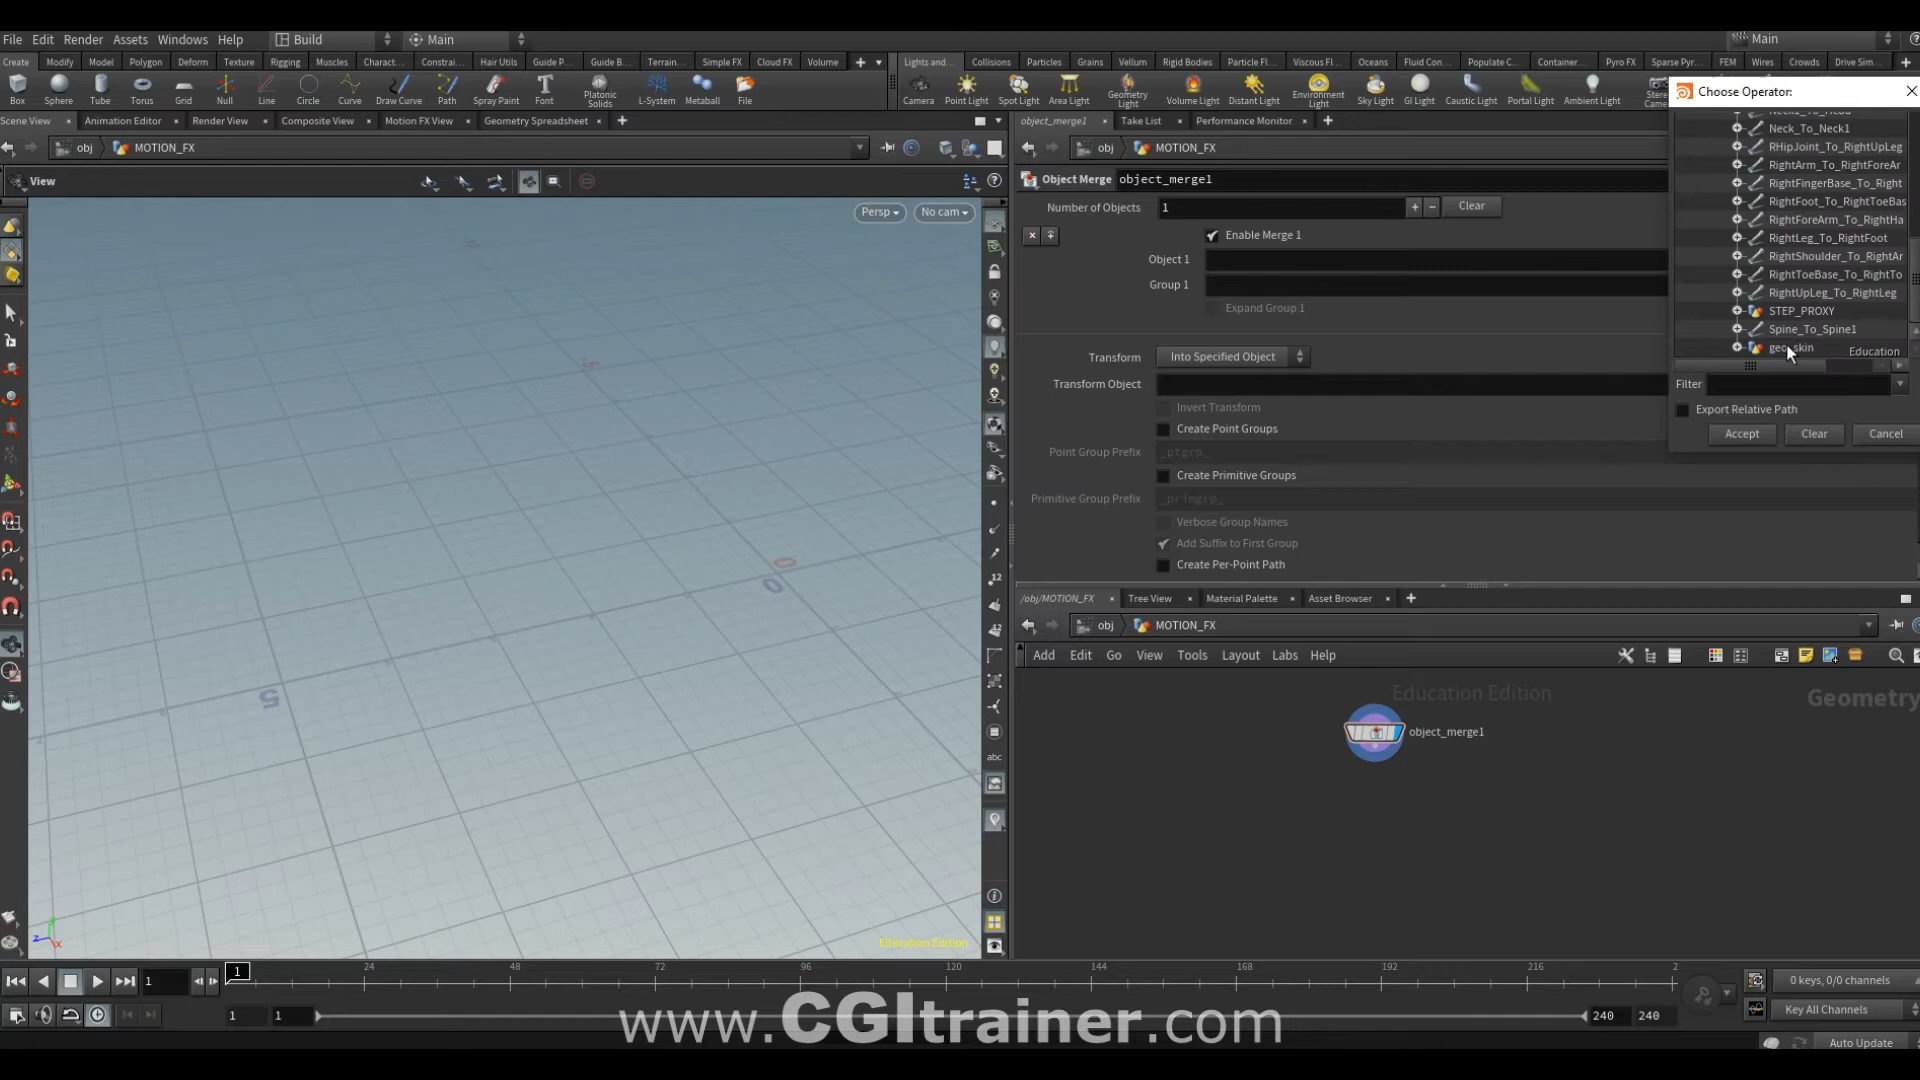 File Edit Render Assets Windows Help Build Main Main
Create Modify Model Polygon Deform Texture Rigging Muscles Charact... Constrai... Hair Utils Guide P... Guide B... Terrain... Simple FX Cloud FX Volume
Lights and... Collisions Particles Grains Vellum Rigid Bodies Particle Fl... Viscous Fl... Oceans Fluid Con... Populate C... Container... Pyro FX Sparse Pyr... FEM Wires Crowds Drive Sim...
Box Sphere Tube Torus Grid Null Line Circle Curve Draw Curve Path Spray Paint Font Platonic Solids L-System Metaball File
Camera Point Light Spot Light Area Light Geometry Light Volume Light Distant Light Environment Light Sky Light GI Light Caustic Light Portal Light Ambient Light
Choose Operator:
Scene View Animation Editor Render View Composite View Motion FX View Geometry Spreadsheet
object_merge1 Take List Performance Monitor
obj MOTION_FX
obj MOTION_FX
View
Persp No cam
Object Merge object_merge1
Number of Objects 1 Clear
Enable Merge 1
Object 1
Group 1
Expand Group 1
Transform Into Specified Object
Transform Object
Invert Transform
Create Point Groups
Point Group Prefix _ptgrp_
Create Primitive Groups
Primitive Group Prefix _primgrp_
Verbose Group Names
Add Suffix to First Group
Create Per-Point Path
Neck_To_Neck1
RHipJoint_To_RightUpLeg
RightArm_To_RightForeAr
RightFingerBase_To_Right
RightFoot_To_RightToeBas
RightForeArm_To_RightHa
RightLeg_To_RightFoot
RightShoulder_To_RightAr
RightToeBase_To_RightTo
RightUpLeg_To_RightLeg
STEP_PROXY
Spine_To_Spine1
Education
Filter
Export Relative Path
Accept Clear Cancel
/obj/MOTION_FX Tree View Material Palette Asset Browser
obj MOTION_FX
Add Edit Go View Tools Layout Labs Help
Education Edition
Geometry
object_merge1
0
0
5
12
12
abc
z x
Education Edition
1 1 24 48 72 96 120 144 168 192 216 2
0 keys, 0/0 channels
1 1 240 240
Key All Channels
Auto Update
www.CGItrainer.com